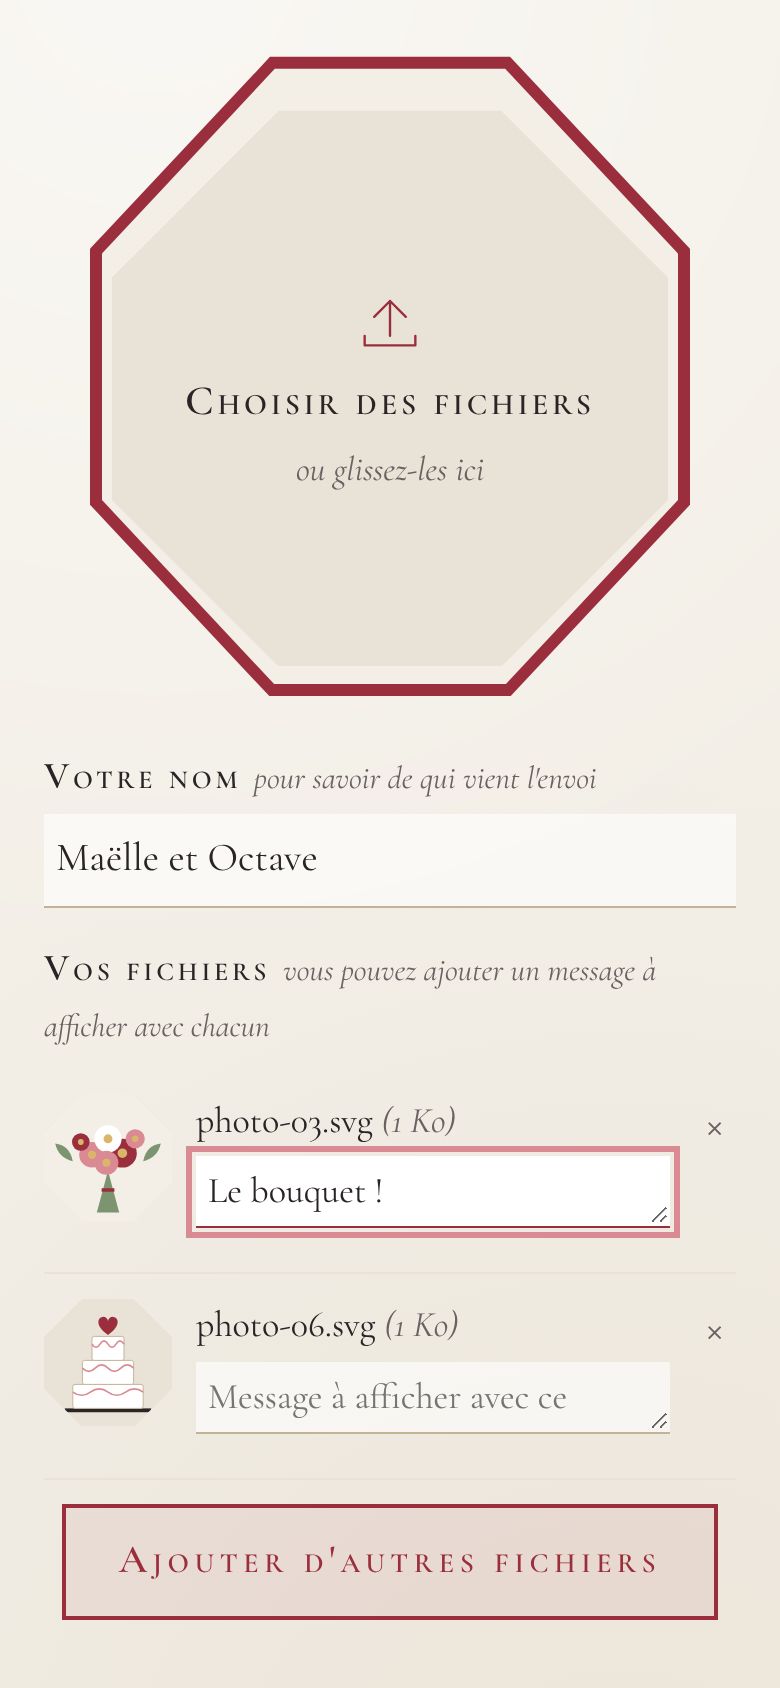 Choisir des fichiers
ou glissez-les ici
Votre nom pour savoir de qui vient l'envoi
Maëlle et Octave
Vos fichiers vous pouvez ajouter un message à
afficher avec chacun
photo-03.svg (1 Ko) ×
Le bouquet !
photo-06.svg (1 Ko) ×
Message à afficher avec ce
Ajouter d'autres fichiers